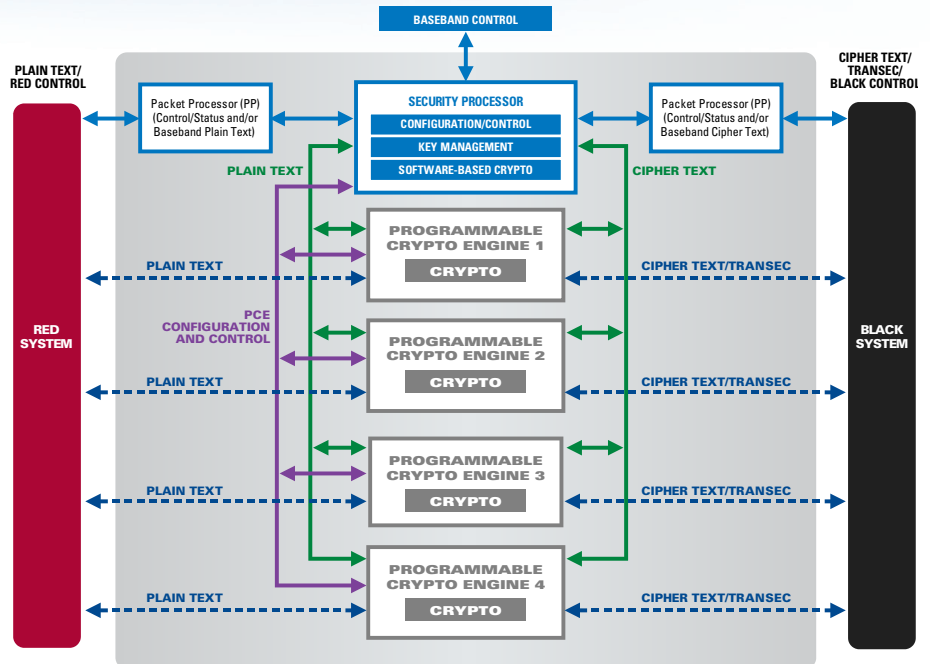 BASEBAND CONTROL
PLAIN TEXT/
RED CONTROL
CIPHER TEXT/
TRANSEC/
BLACK CONTROL
Packet Processor (PP)
(Control/Status and/or
Baseband Plain Text)
SECURITY PROCESSOR
CONFIGURATION/CONTROL
KEY MANAGEMENT
SOFTWARE-BASED CRYPTO
Packet Processor (PP)
(Control/Status and/or
Baseband Cipher Text)
PLAIN TEXT
CIPHER TEXT
PROGRAMMABLE
CRYPTO ENGINE 1
CRYPTO
PLAIN TEXT
CIPHER TEXT/TRANSEC
PCE
CONFIGURATION
AND CONTROL
RED
SYSTEM
BLACK
SYSTEM
PROGRAMMABLE
CRYPTO ENGINE 2
CRYPTO
PLAIN TEXT
CIPHER TEXT/TRANSEC
PROGRAMMABLE
CRYPTO ENGINE 3
CRYPTO
PLAIN TEXT
CIPHER TEXT/TRANSEC
PROGRAMMABLE
CRYPTO ENGINE 4
CRYPTO
PLAIN TEXT
CIPHER TEXT/TRANSEC